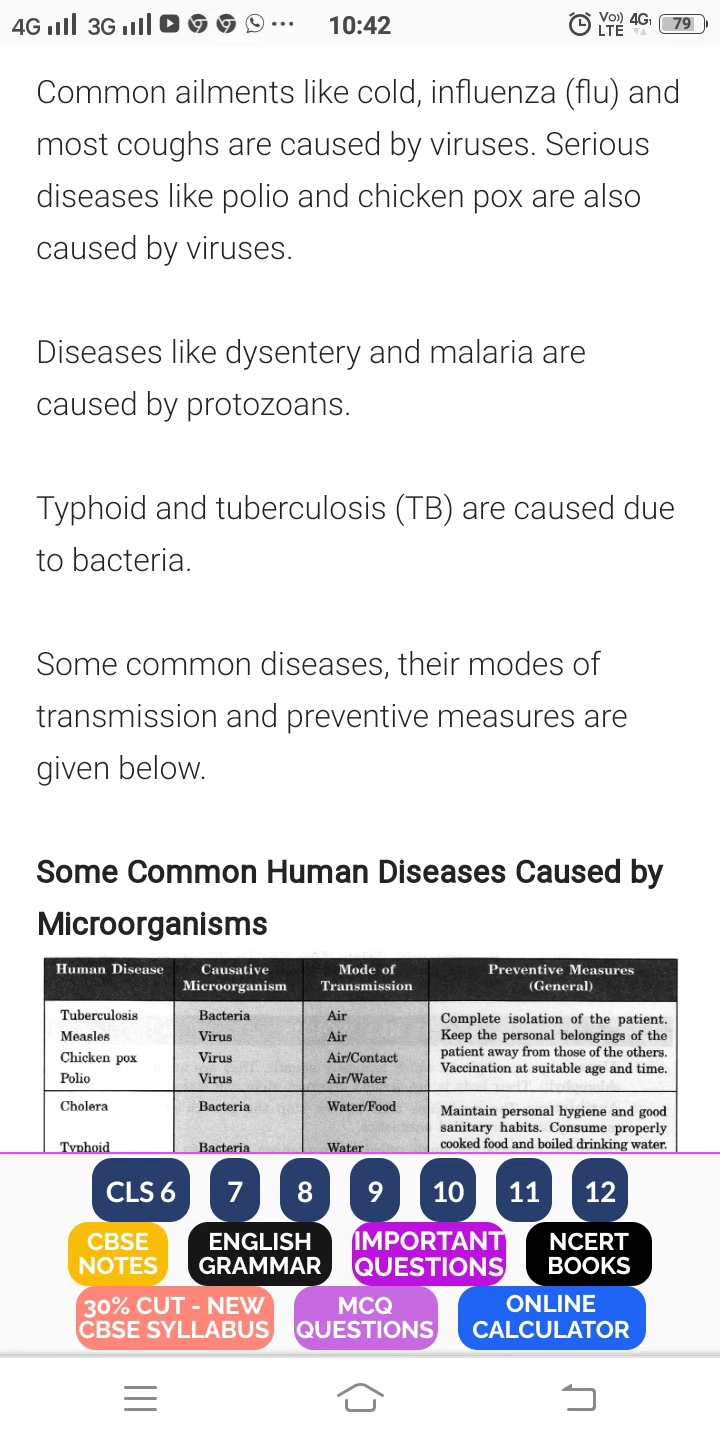 4G 3G ... 10:42 Vo)) LTE 4G 79
Common ailments like cold, influenza (flu) and
most coughs are caused by viruses. Serious
diseases like polio and chicken pox are also
caused by viruses.
Diseases like dysentery and malaria are
caused by protozoans.
Typhoid and tuberculosis (TB) are caused due
to bacteria.
Some common diseases, their modes of
transmission and preventive measures are
given below.
Some Common Human Diseases Caused by
Microorganisms
Human Disease Causative Mode of Preventive Measures
Microorganism Transmission (General)
Tuberculosis Bacteria Air Complete isolation of the patient.
Measles Virus Air Keep the personal belongings of the
Chicken pox Virus Air/Contact patient away from those of the others.
Polio Virus Air/Water Vaccination at suitable age and time.
Cholera Bacteria Water/Food Maintain personal hygiene and good
sanitary habits. Consume properly
Typhoid Bacteria Water cooked food and boiled drinking water.
CLS 6 7 8 9 10 11 12
CBSE ENGLISH IMPORTANT NCERT
NOTES GRAMMAR QUESTIONS BOOKS
30% CUT - NEW MCQ ONLINE
CBSE SYLLABUS QUESTIONS CALCULATOR